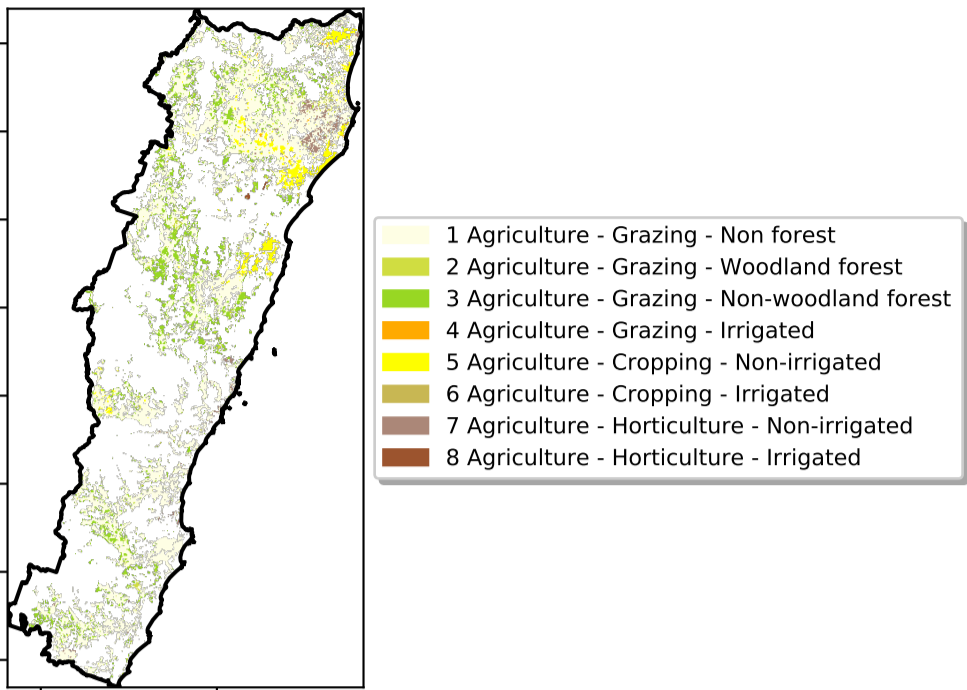 1 Agriculture - Grazing - Non forest
2 Agriculture - Grazing - Woodland forest
3 Agriculture - Grazing - Non-woodland forest
4 Agriculture - Grazing - Irrigated
5 Agriculture - Cropping - Non-irrigated
6 Agriculture - Cropping - Irrigated
7 Agriculture - Horticulture - Non-irrigated
8 Agriculture - Horticulture - Irrigated